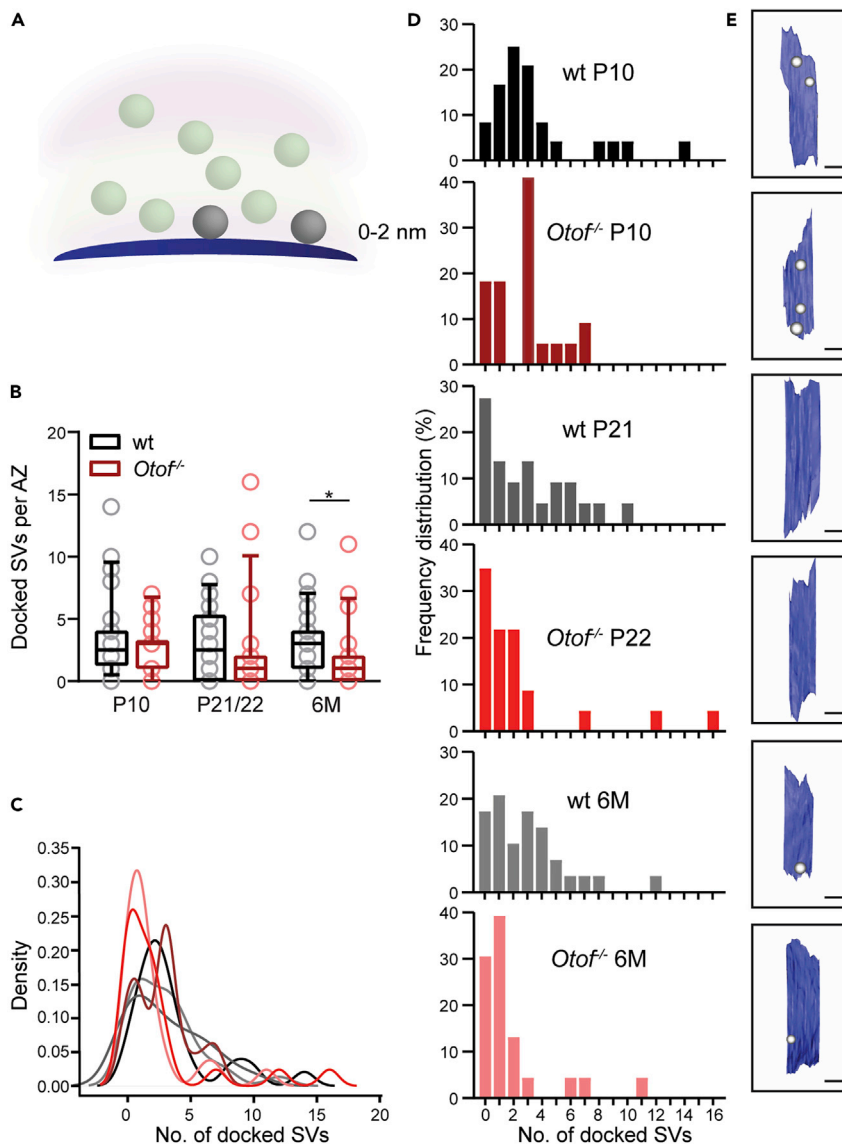 A
0-2 nm
B
Docked SVs per AZ
20
15
10
5
0
wt
Otof-/-
*
P10 P21/22 6M
C
Density
0.35
0.30
0.25
0.20
0.15
0.10
0.05
0.00
0 5 10 15 20
No. of docked SVs
D
Frequency distribution (%)
30
20
10
0
wt P10
40
30
20
10
0
Otof-/- P10
30
20
10
0
wt P21
40
30
20
10
0
Otof-/- P22
30
20
10
0
wt 6M
40
30
20
10
0
Otof-/- 6M
0 2 4 6 8 10 12 14 16
No. of docked SVs
E